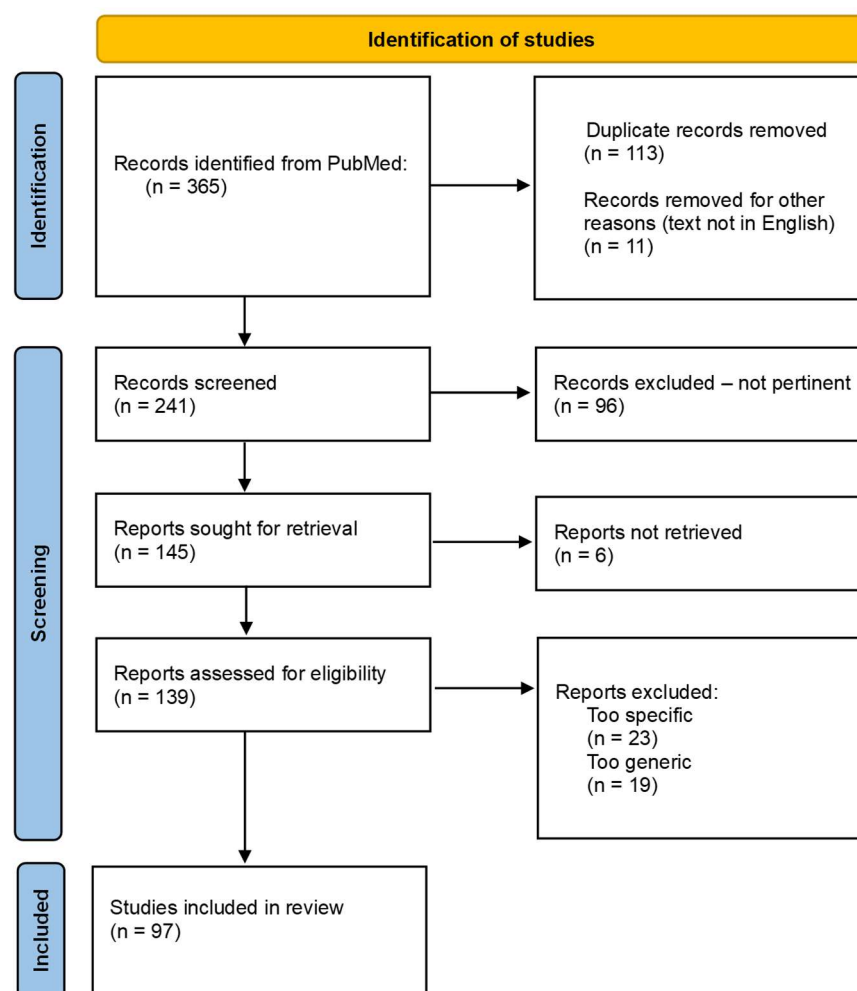 Identification of studies
Identification
Records identified from PubMed:
(n = 365)
Duplicate records removed
(n = 113)
Records removed for other
reasons (text not in English)
(n = 11)
Screening
Records screened
(n = 241)
Records excluded – not pertinent
(n = 96)
Reports sought for retrieval
(n = 145)
Reports not retrieved
(n = 6)
Reports assessed for eligibility
(n = 139)
Reports excluded:
Too specific
(n = 23)
Too generic
(n = 19)
Included
Studies included in review
(n = 97)